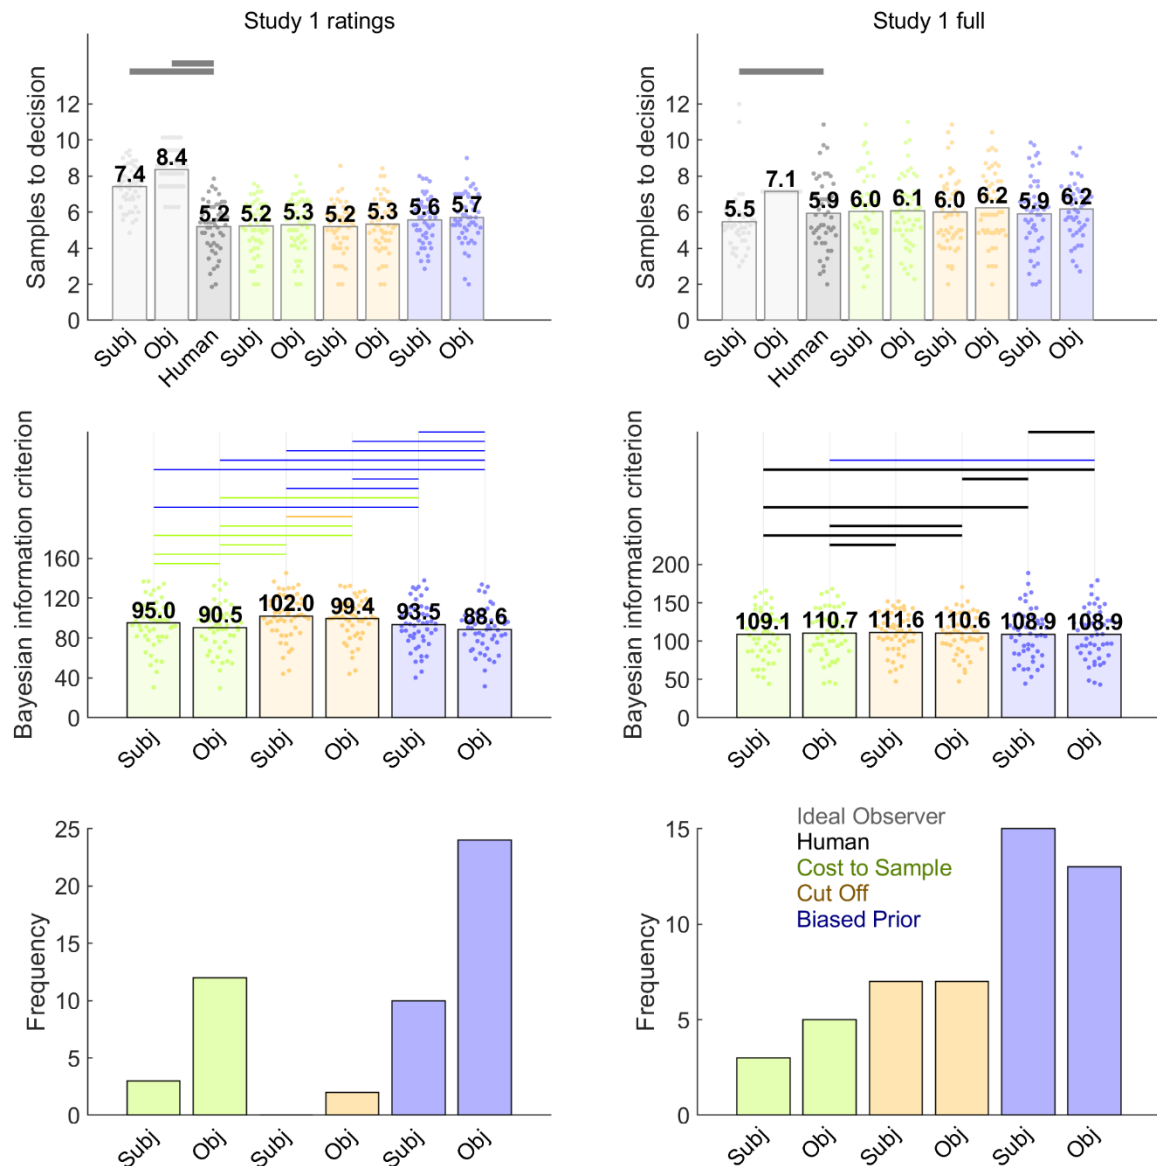 Study 1 ratings
Samples to decision
12
10
8
6
4
2
0
7.4
8.4
5.2
5.2
5.3
5.2
5.3
5.6
5.7
Subj
Obj
Human
Subj
Obj
Subj
Obj
Subj
Obj
Study 1 full
Samples to decision
12
10
8
6
4
2
0
5.5
7.1
5.9
6.0
6.1
6.0
6.2
5.9
6.2
Subj
Obj
Human
Subj
Obj
Subj
Obj
Subj
Obj
Bayesian information criterion
160
120
80
40
0
95.0
90.5
102.0
99.4
93.5
88.6
Subj
Obj
Subj
Obj
Subj
Obj
Bayesian information criterion
200
150
100
50
0
109.1
110.7
111.6
110.6
108.9
108.9
Subj
Obj
Subj
Obj
Subj
Obj
Frequency
25
20
15
10
5
0
Subj
Obj
Subj
Obj
Subj
Obj
Frequency
15
10
5
0
Ideal Observer
Human
Cost to Sample
Cut Off
Biased Prior
Subj
Obj
Subj
Obj
Subj
Obj